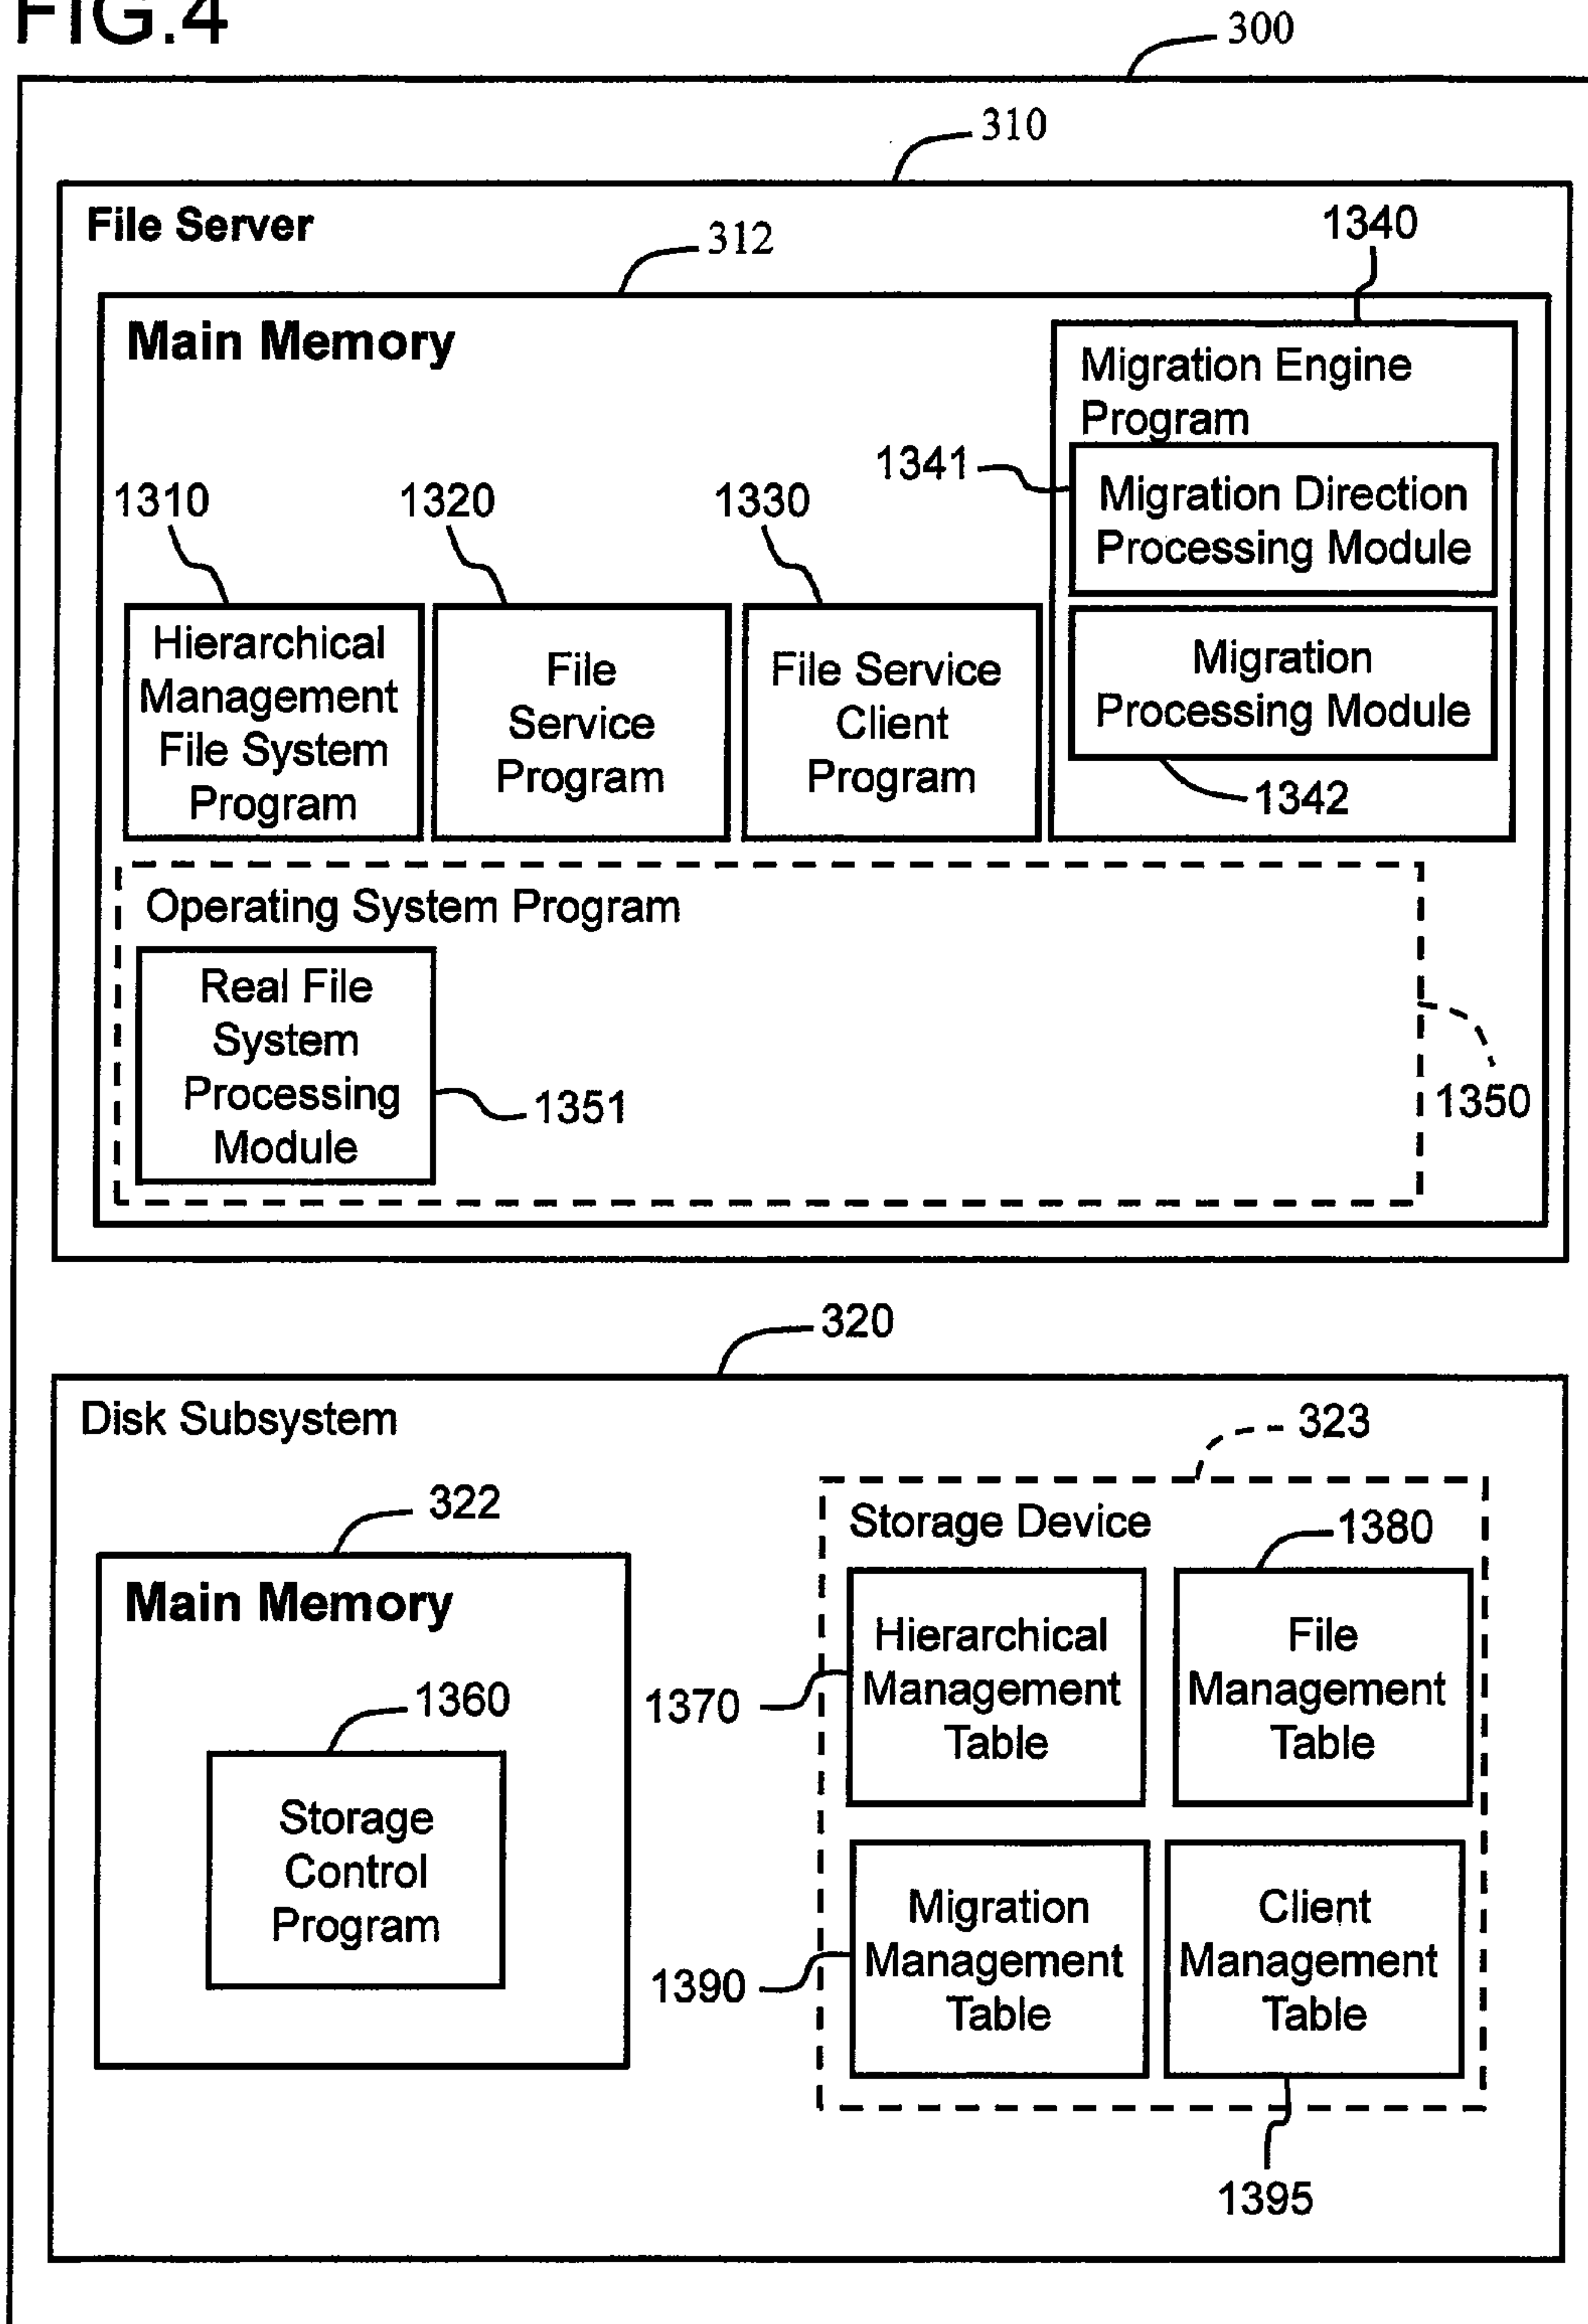 FIG.4
300
310
File Server
312
1340
Main Memory
Migration Engine
Program
1341
Migration Direction
Processing Module
1310
1320
1330
Hierarchical
Management
File System
Program
File
Service
Program
File Service
Client
Program
Migration
Processing Module
1342
Operating System Program
Real File
System
Processing
Module
1351
1350
320
Disk Subsystem
323
322
Storage Device
1380
Main Memory
1360
Storage
Control
Program
1370
Hierarchical
Management
Table
File
Management
Table
1390
Migration
Management
Table
Client
Management
Table
1395